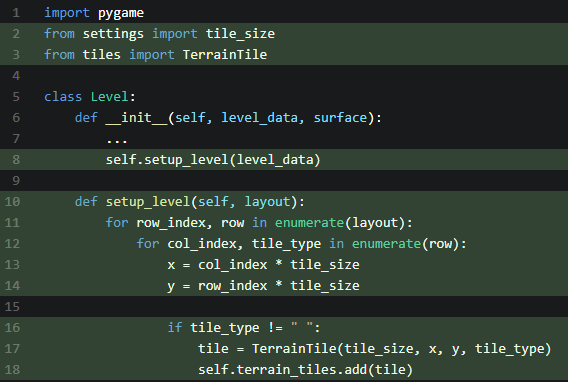 1 import pygame
2 from settings import tile_size
3 from tiles import TerrainTile
4
5 class Level:
6     def __init__(self, level_data, surface):
7         ...
8         self.setup_level(level_data)
9
10     def setup_level(self, layout):
11         for row_index, row in enumerate(layout):
12             for col_index, tile_type in enumerate(row):
13                 x = col_index * tile_size
14                 y = row_index * tile_size
15
16                 if tile_type != " ":
17                     tile = TerrainTile(tile_size, x, y, tile_type)
18                     self.terrain_tiles.add(tile)